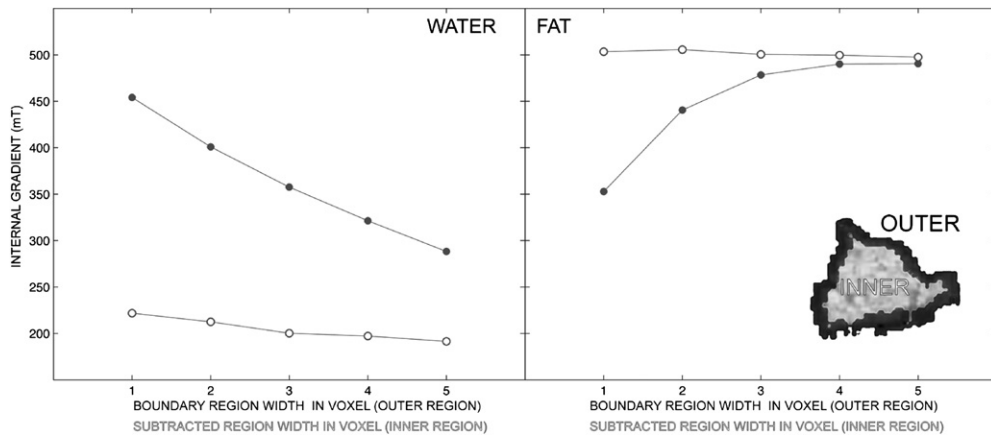 WATER
FAT
500
450
400
350
300
250
200
INTERNAL GRADIENT (mT)
OUTER
INNER
1 2 3 4 5
1 2 3 4 5
BOUNDARY REGION WIDTH IN VOXEL (OUTER REGION)
BOUNDARY REGION WIDTH IN VOXEL (OUTER REGION)
SUBTRACTED REGION WIDTH IN VOXEL (INNER REGION)
SUBTRACTED REGION WIDTH IN VOXEL (INNER REGION)